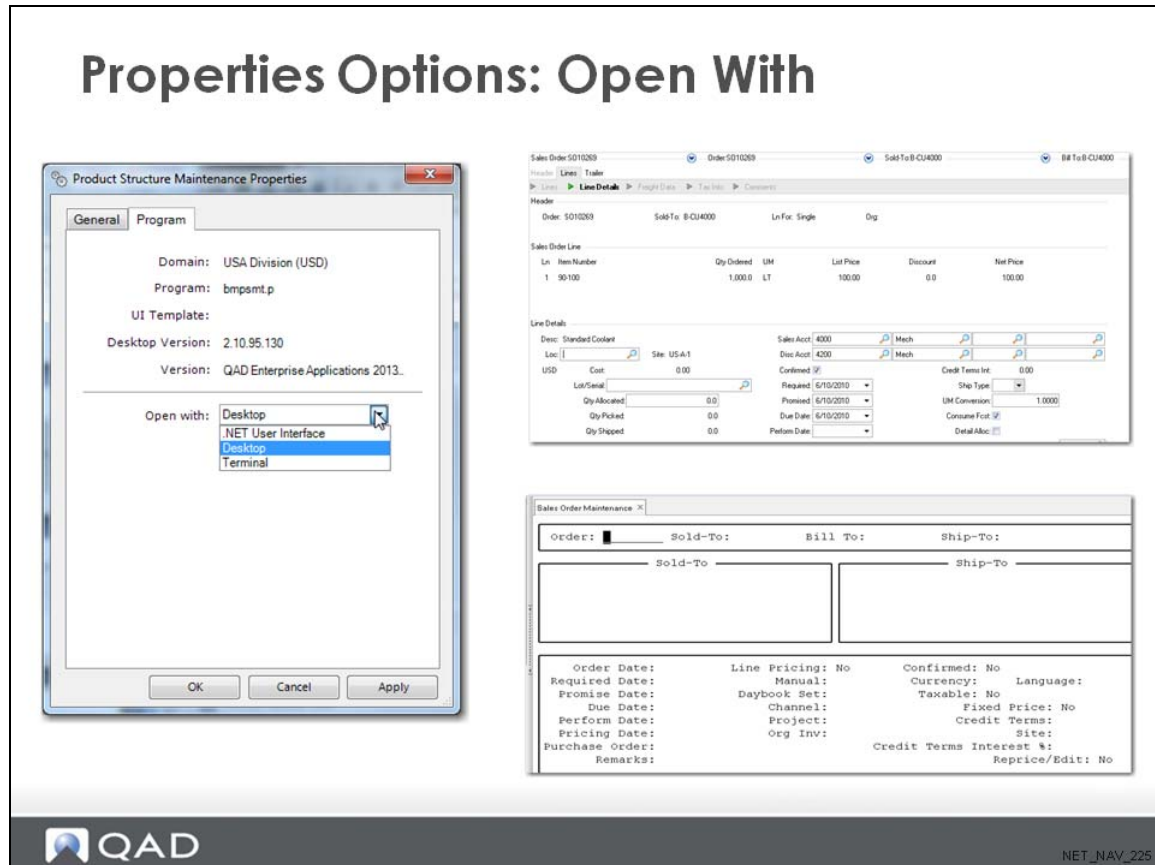 Properties Options: Open With
Product Structure Maintenance Properties
General Program
Domain: USA Division (USD)
Program: bmpsmt.p
UI Template:
Desktop Version: 2.10.95.130
Version: QAD Enterprise Applications 2013..
Open with: Desktop
.NET User Interface
Desktop
Terminal
OK Cancel Apply
Sales Order: SO10269 Order: SO10269 Sold-To B-CU4000 Bill To B-CU4000
Header Lines Trailer
Lines Line Details Freight Data Tax Info Comments
Header
Order: SO10269 Sold-To: B-CU4000 Ln For: Single Org:
Sales Order Line
Ln Item Number Qty Ordered UM List Price Discount Net Price
1 90-100 1,000.0 LT 100.00 0.0 100.00
Line Details
Desc: Standard Coolant Sales Acct: 4000 Mech
Loc: Site: US-A-1 Disc Acct: 4200 Mech
USD Cost: 0.00 Confirmed: Credit Terms Int: 0.00
Lot/Serial: Required: 6/10/2010 Ship Type:
Qty Allocated: 0.0 Promised: 6/10/2010 UM Conversion: 1.0000
Qty Picked: 0.0 Due Date: 6/10/2010 Consume Fcst:
Qty Shipped: 0.0 Perform Date: Detail Alloc:
Sales Order Maintenance
Order: Sold-To: Bill To: Ship-To:
Sold-To Ship-To
Order Date: Line Pricing: No Confirmed: No
Required Date: Manual: Currency: Language:
Promise Date: Daybook Set: Taxable: No
Due Date: Channel: Fixed Price: No
Perform Date: Project: Credit Terms:
Pricing Date: Org Inv: Site:
Purchase Order: Credit Terms Interest %:
Remarks: Reprice/Edit: No
QAD
NET_NAV_225